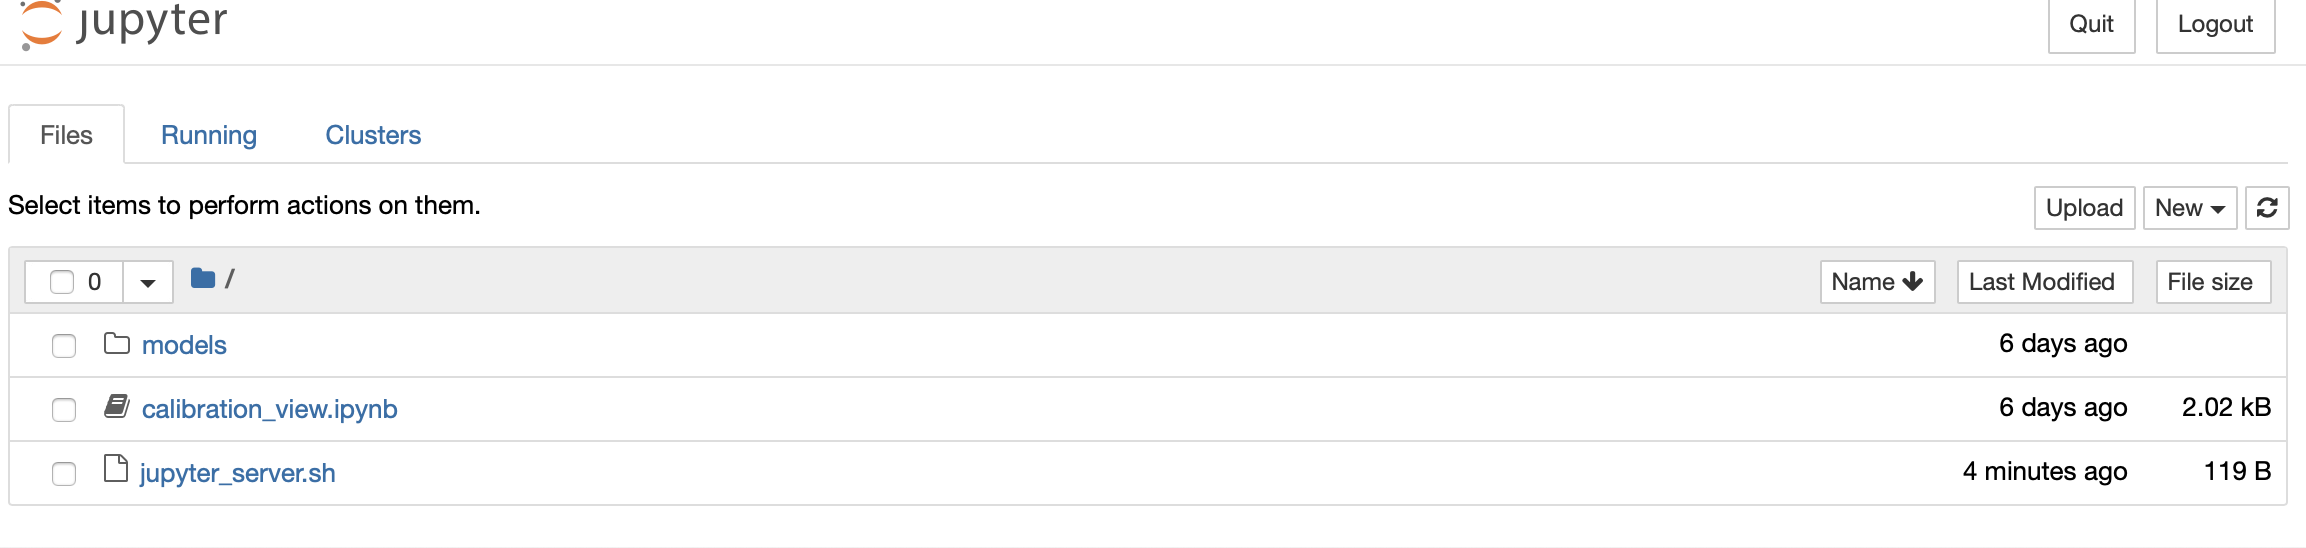 jupyter
Quit
Logout
Files
Running
Clusters
Select items to perform actions on them.
Upload
New
0
/
Name
Last Modified
File size
models
6 days ago
calibration_view.ipynb
6 days ago
2.02 kB
jupyter_server.sh
4 minutes ago
119 B